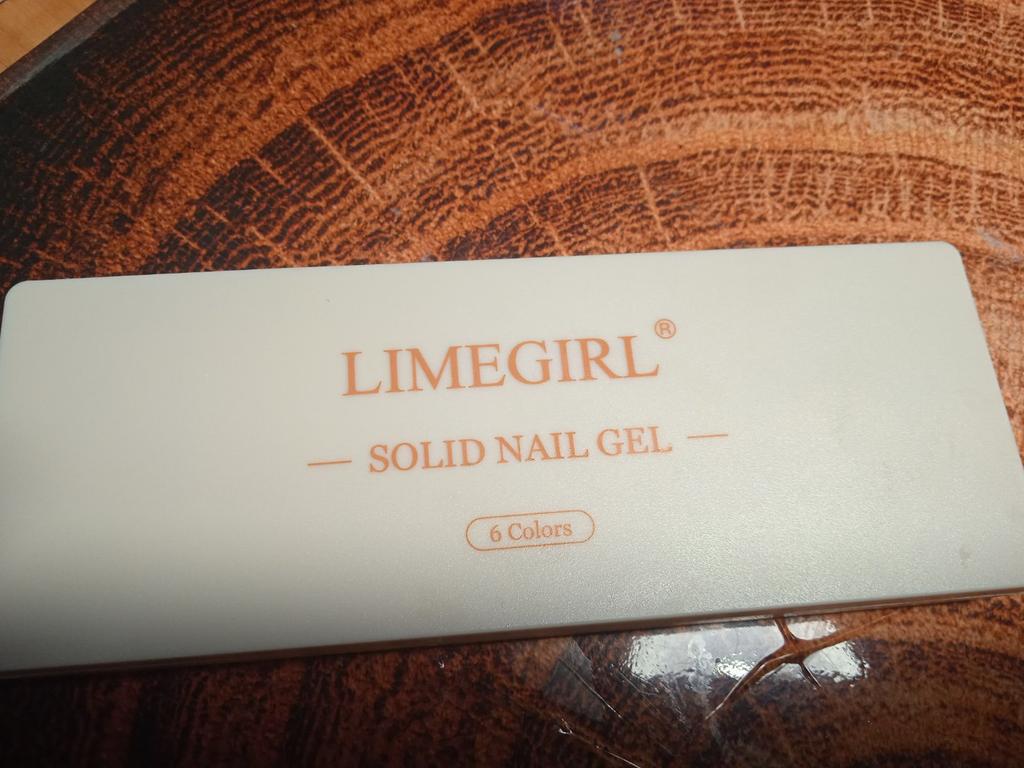 LIMEGIRL®
— SOLID NAIL GEL —
6 Colors